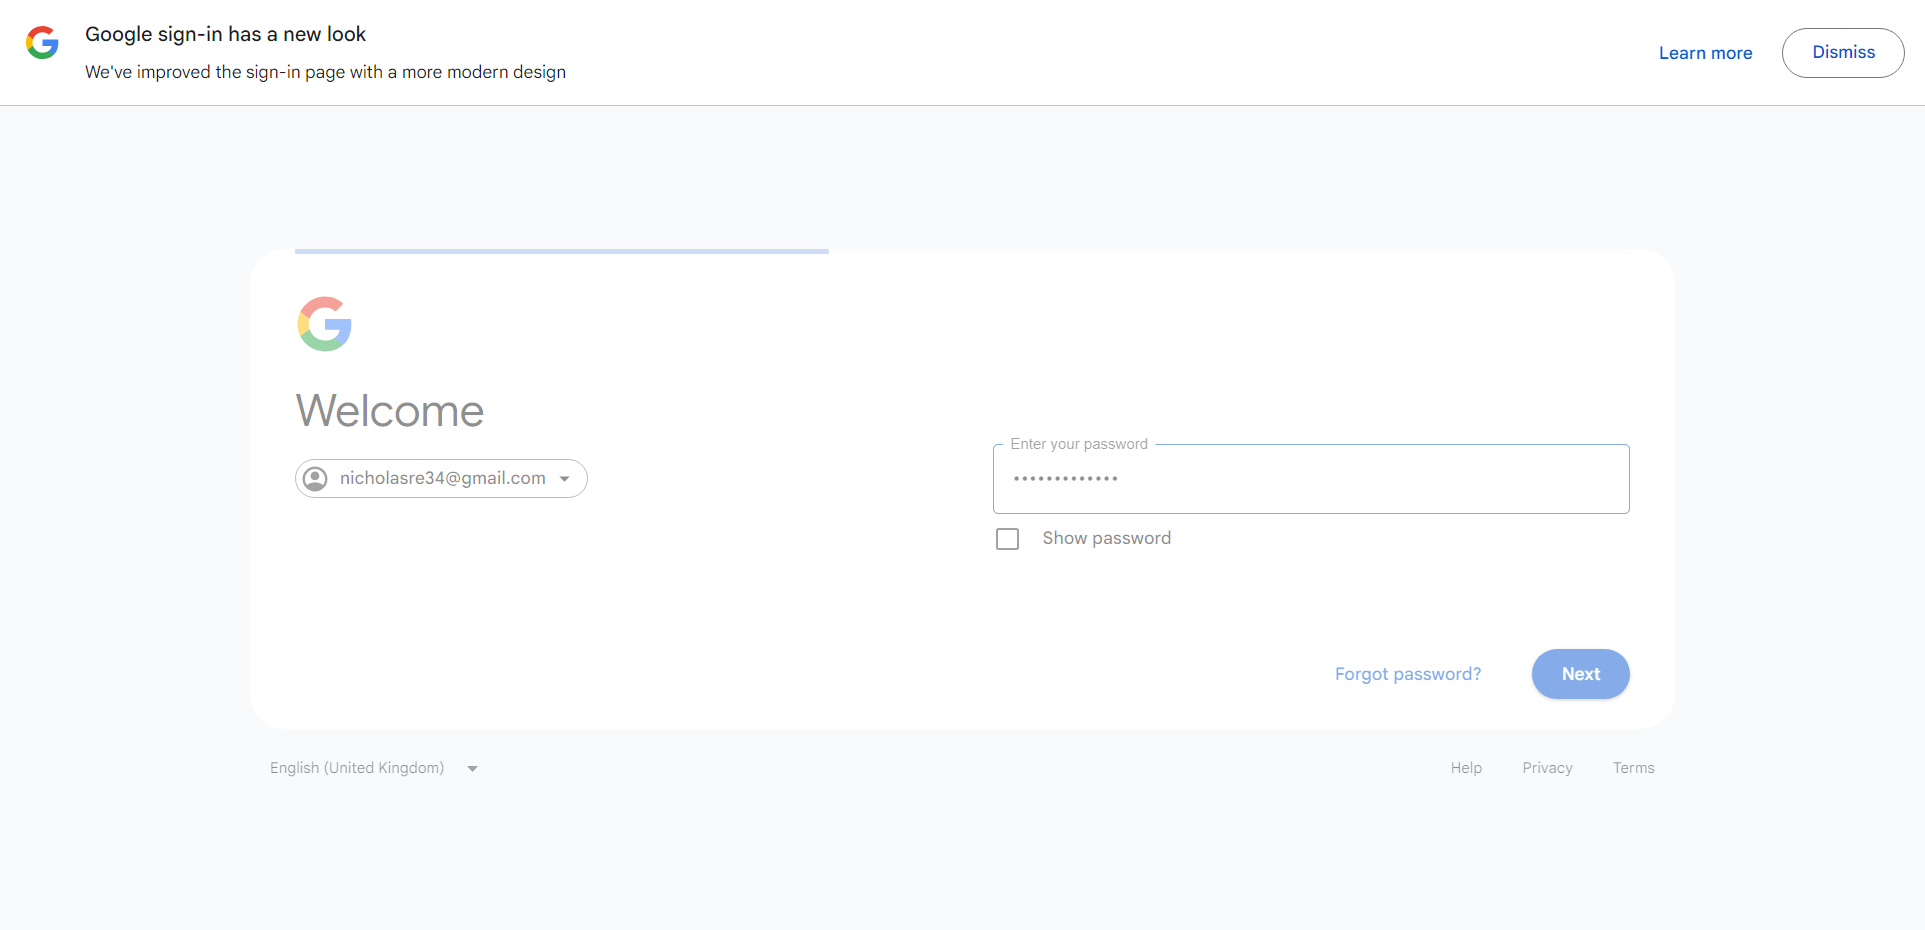 Google sign-in has a new look
We've improved the sign-in page with a more modern design
Learn more
Dismiss
Welcome
nicholasre34@gmail.com
Enter your password
•••••••••••••
Show password
Forgot password?
Next
English (United Kingdom)
Help
Privacy
Terms